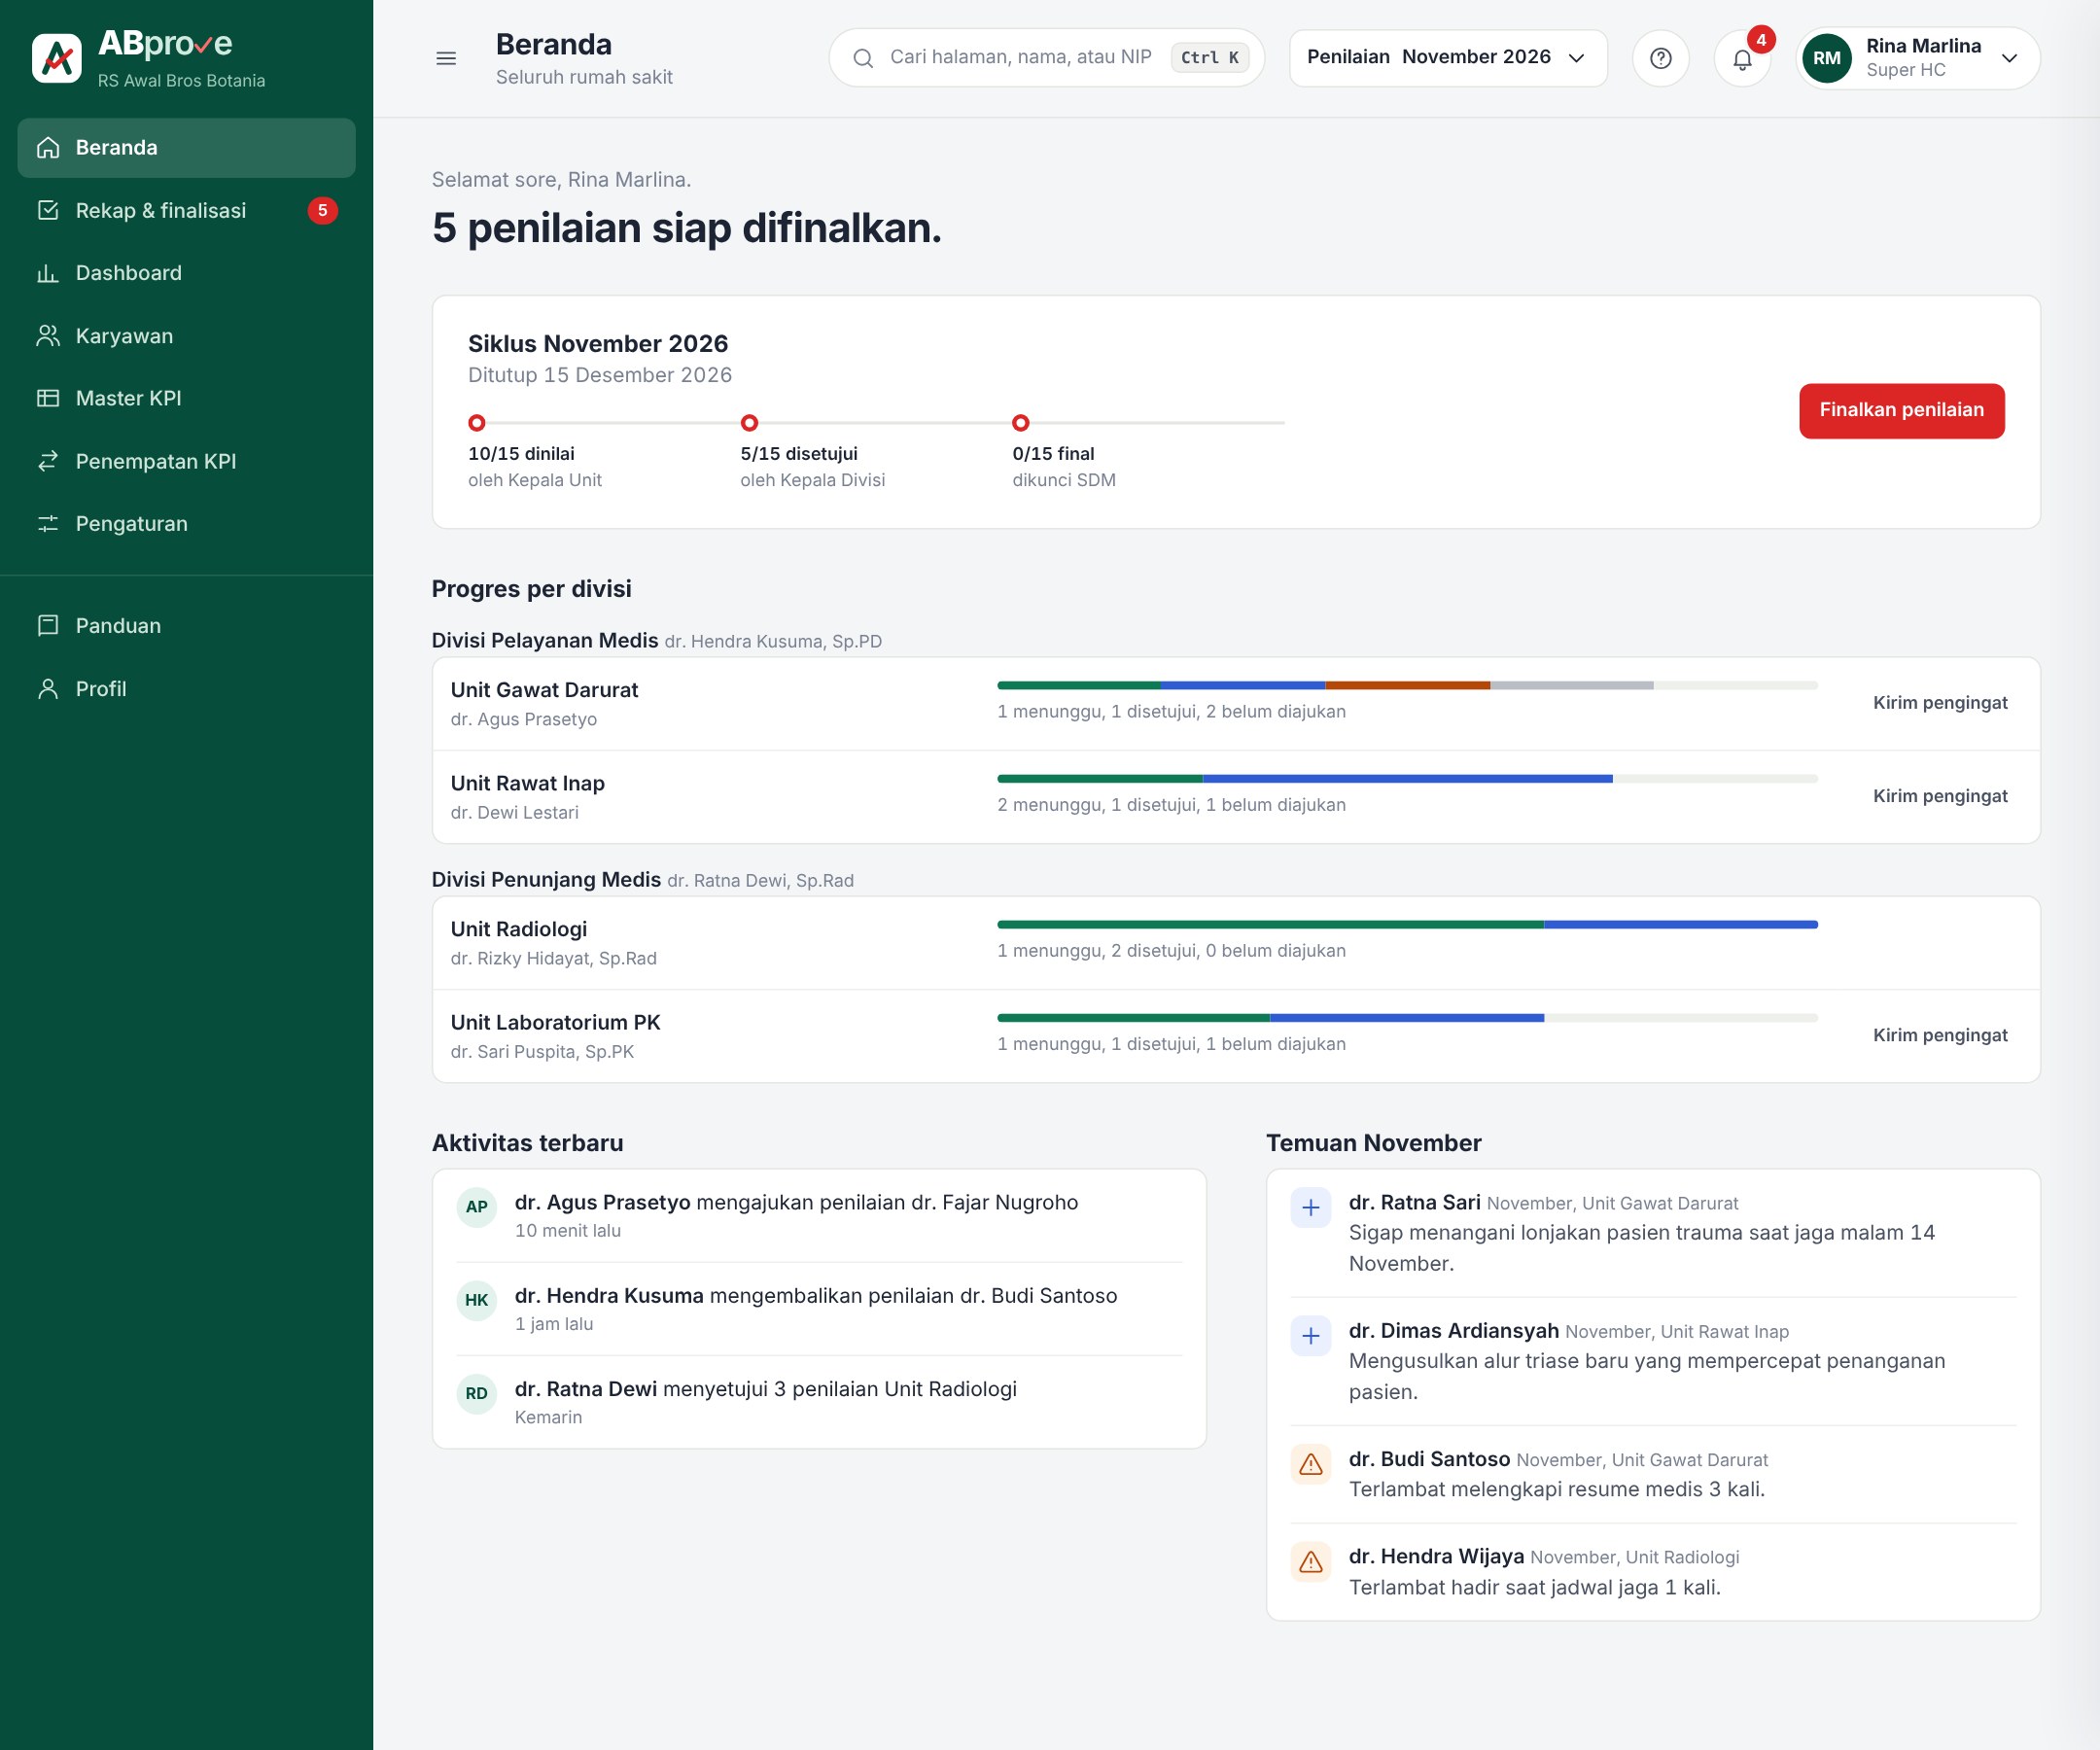 ABprove
RS Awal Bros Botania
Beranda
Rekap & finalisasi 5
Dashboard
Karyawan
Master KPI
Penempatan KPI
Pengaturan
Panduan
Profil
Beranda
Seluruh rumah sakit
Cari halaman, nama, atau NIP Ctrl K
Penilaian November 2026
4
RM
Rina Marlina
Super HC
Selamat sore, Rina Marlina.
5 penilaian siap difinalkan.
Siklus November 2026
Ditutup 15 Desember 2026
10/15 dinilai
oleh Kepala Unit
5/15 disetujui
oleh Kepala Divisi
0/15 final
dikunci SDM
Finalkan penilaian
Progres per divisi
Divisi Pelayanan Medis dr. Hendra Kusuma, Sp.PD
Unit Gawat Darurat
dr. Agus Prasetyo
1 menunggu, 1 disetujui, 2 belum diajukan
Kirim pengingat
Unit Rawat Inap
dr. Dewi Lestari
2 menunggu, 1 disetujui, 1 belum diajukan
Kirim pengingat
Divisi Penunjang Medis dr. Ratna Dewi, Sp.Rad
Unit Radiologi
dr. Rizky Hidayat, Sp.Rad
1 menunggu, 2 disetujui, 0 belum diajukan
Unit Laboratorium PK
dr. Sari Puspita, Sp.PK
1 menunggu, 1 disetujui, 1 belum diajukan
Kirim pengingat
Aktivitas terbaru
AP
dr. Agus Prasetyo mengajukan penilaian dr. Fajar Nugroho
10 menit lalu
HK
dr. Hendra Kusuma mengembalikan penilaian dr. Budi Santoso
1 jam lalu
RD
dr. Ratna Dewi menyetujui 3 penilaian Unit Radiologi
Kemarin
Temuan November
dr. Ratna Sari November, Unit Gawat Darurat
Sigap menangani lonjakan pasien trauma saat jaga malam 14
November.
dr. Dimas Ardiansyah November, Unit Rawat Inap
Mengusulkan alur triase baru yang mempercepat penanganan
pasien.
dr. Budi Santoso November, Unit Gawat Darurat
Terlambat melengkapi resume medis 3 kali.
dr. Hendra Wijaya November, Unit Radiologi
Terlambat hadir saat jadwal jaga 1 kali.